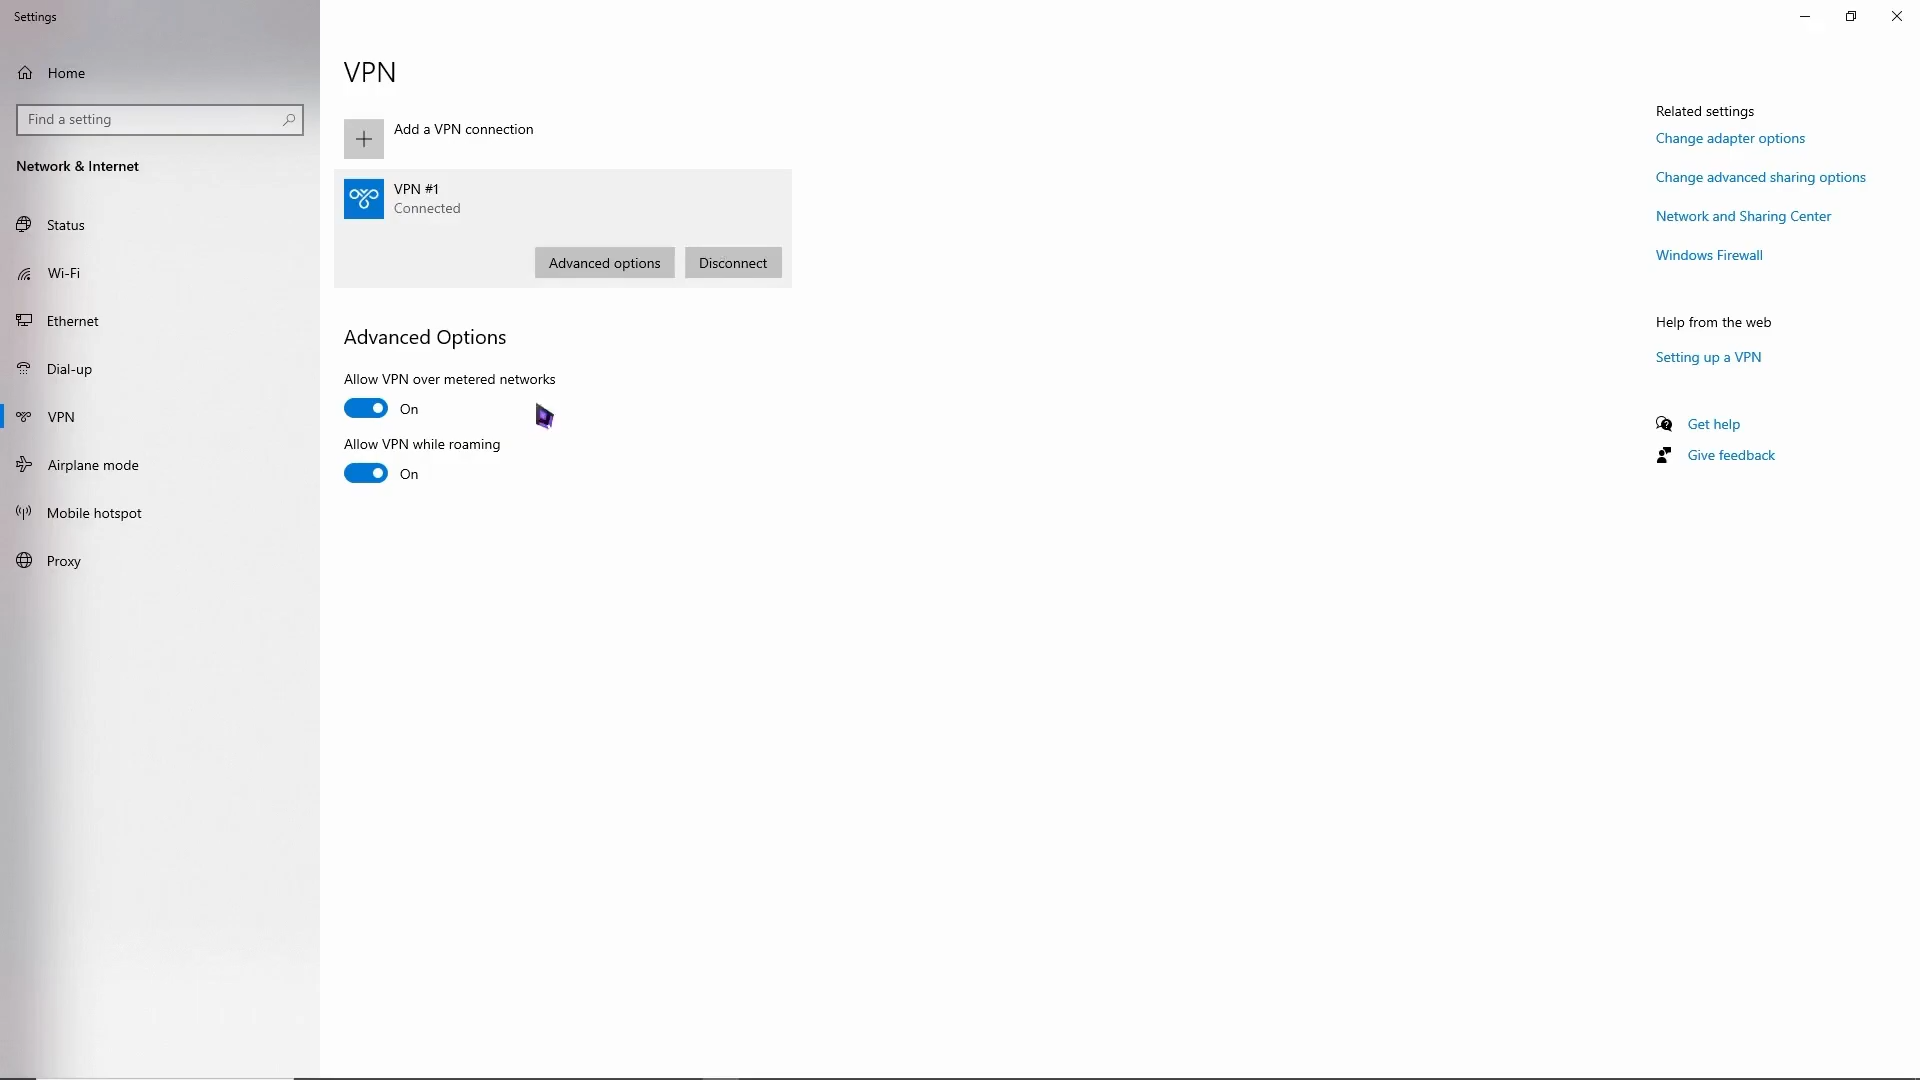 Settings
Home
Find a setting
Network & Internet
Status
Wi-Fi
Ethernet
Dial-up
VPN
Airplane mode
Mobile hotspot
Proxy
VPN
Add a VPN connection
VPN #1
Connected
Advanced options
Disconnect
Advanced Options
Allow VPN over metered networks
On
Allow VPN while roaming
On
Related settings
Change adapter options
Change advanced sharing options
Network and Sharing Center
Windows Firewall
Help from the web
Setting up a VPN
Get help
Give feedback